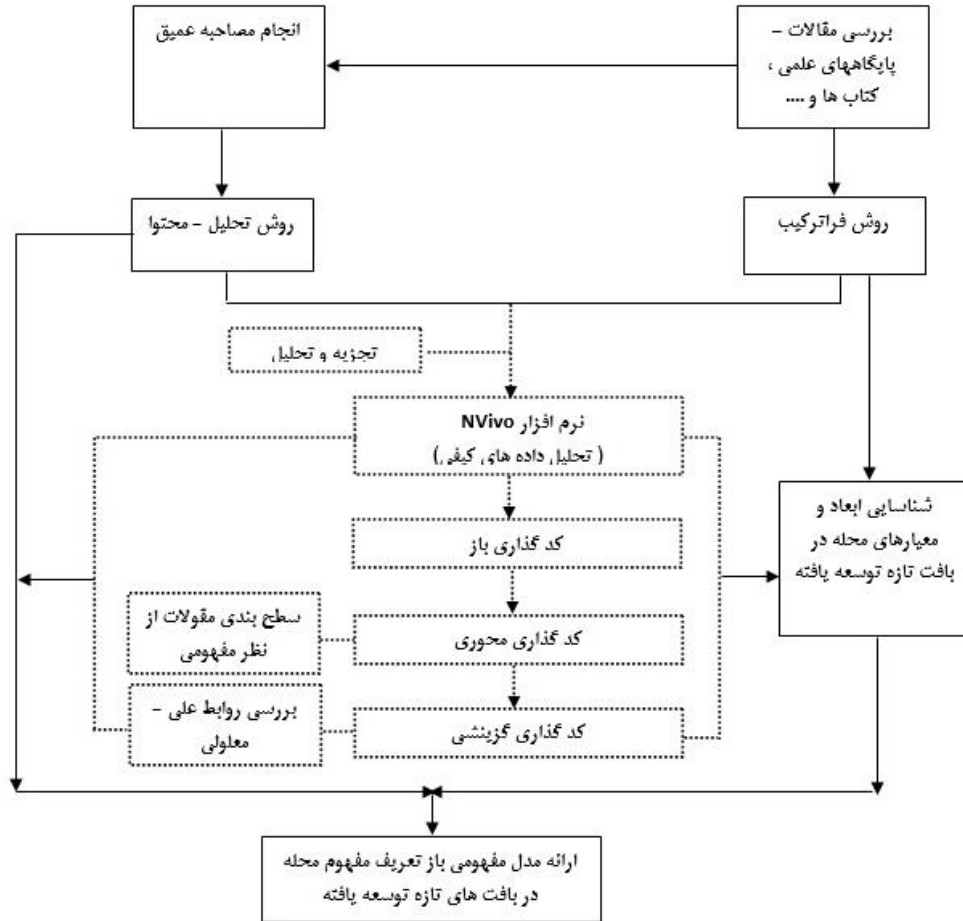 بررسی مقالات –
پایگاههای علمی ،
کتاب ها و ....
انجام مصاحبه عمیق
روش فراترکیب
روش تحلیل – محتوا
تجزیه و تحلیل
نرم افزار NVivo
( تحلیل داده های کیفی)
شناسایی ابعاد و
معیارهای محله در
بافت تازه توسعه یافته
کد گذاری باز
کد گذاری محوری
سطح بندی مقولات از
نظر مفهومی
کد گذاری گزینشی
بررسی روابط علی –
معلولی
ارائه مدل مفهومی باز تعریف مفهوم محله
در بافت های تازه توسعه یافته